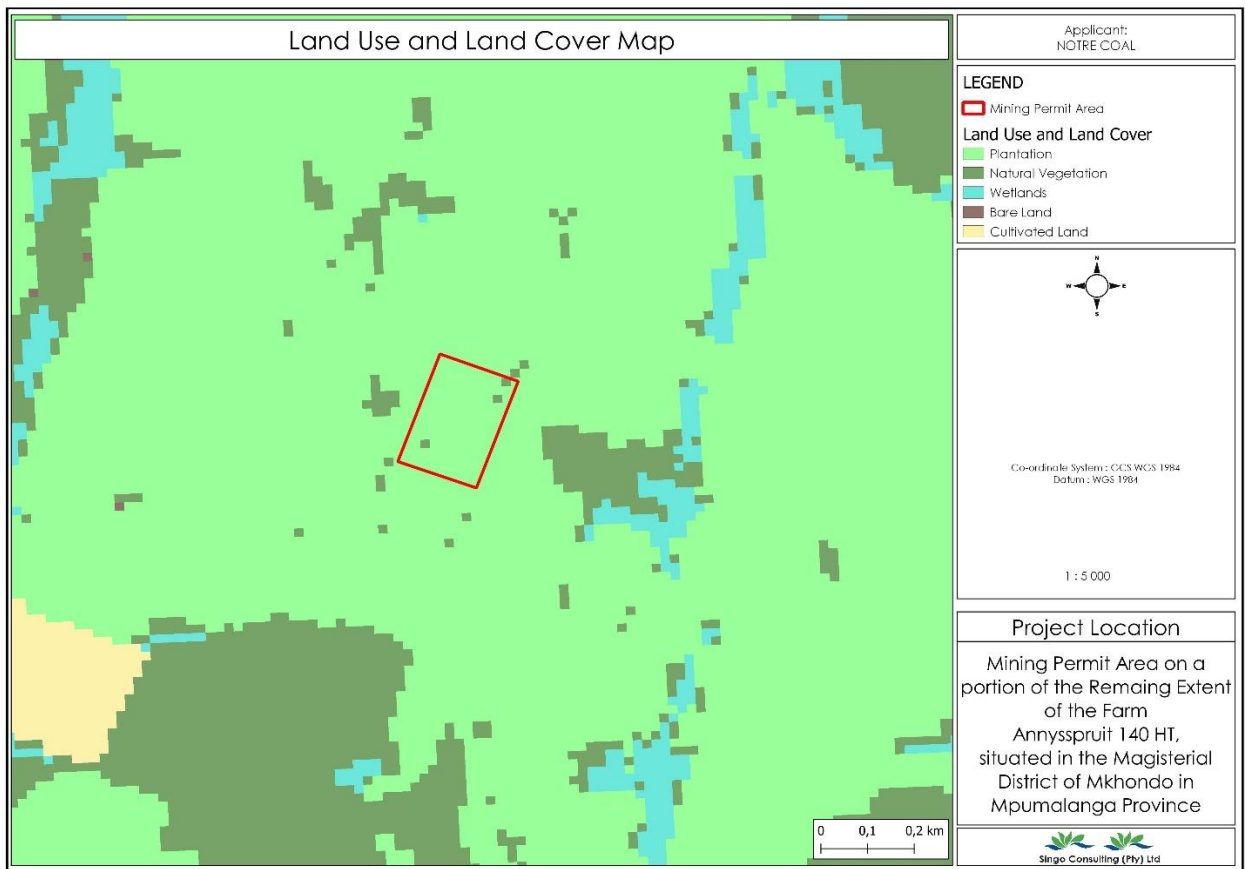 Land Use and Land Cover Map
Applicant:
NOTRE COAL
LEGEND
Mining Permit Area
Land Use and Land Cover
Plantation
Natural Vegetation
Wetlands
Bare Land
Cultivated Land
N
W
E
S
Co-ordinate System : GCS WGS 1984
Datum : WGS 1984
1 : 5 000
Project Location
Mining Permit Area on a
portion of the Remaing Extent
of the Farm
Annysspruit 140 HT,
situated in the Magisterial
District of Mkhondo in
Mpumalanga Province
0 0,1 0,2 km
Singo Consulting (Pty) Ltd